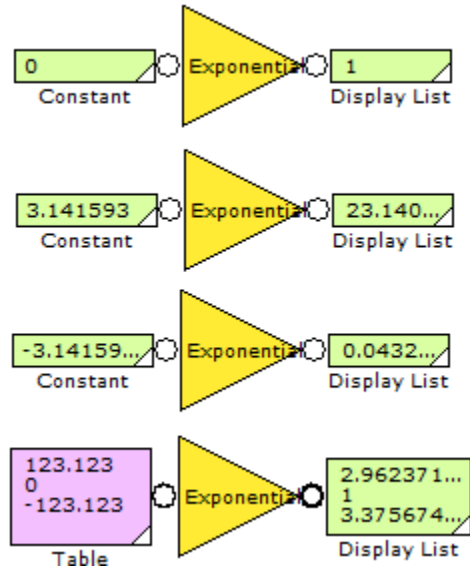 0
Exponential
1
Constant
Display List
3.141593
Exponential
23.140...
Constant
Display List
-3.14159...
Exponential
0.0432...
Constant
Display List
123.123
0
-123.123
Exponential
2.962371...
1
3.375674...
Table
Display List